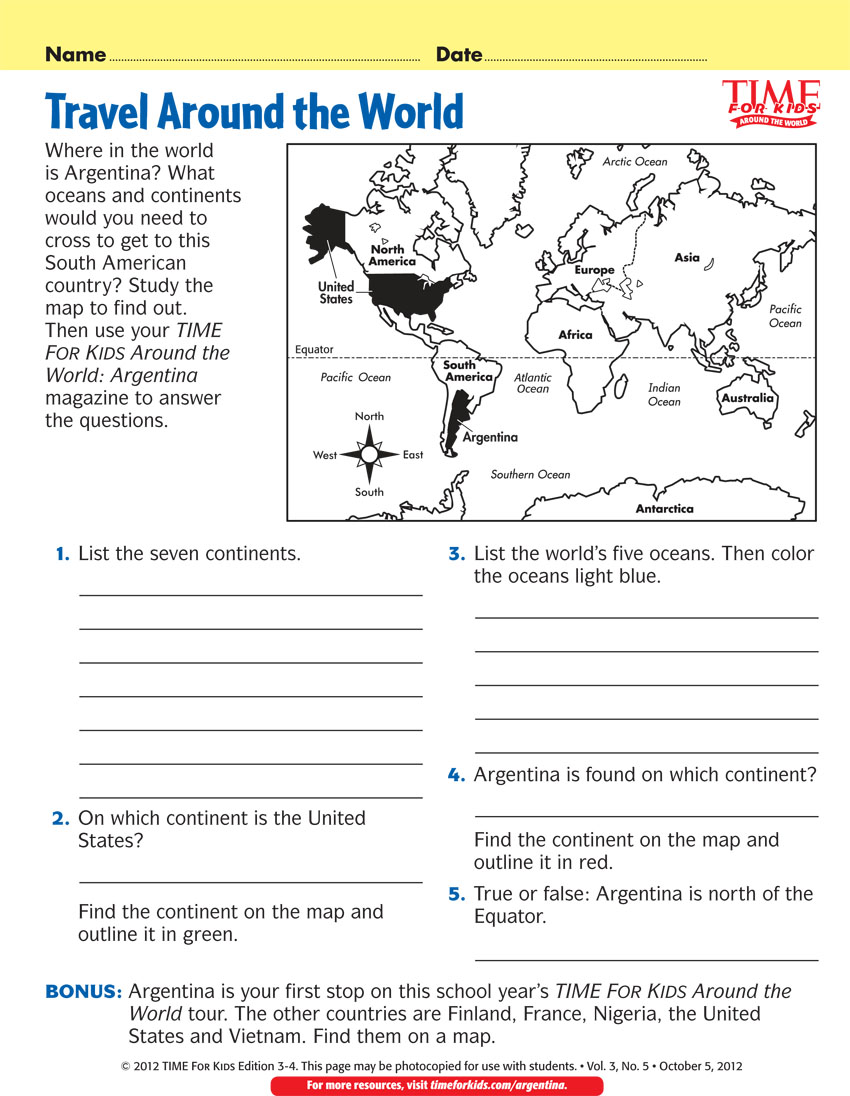 Name Date
TIME
FOR KIDS
AROUND THE WORLD
Travel Around the World
Where in the world
is Argentina? What
oceans and continents
would you need to
cross to get to this
South American
country? Study the
map to find out.
Then use your TIME
FOR KIDS Around the
World: Argentina
magazine to answer
the questions.
Arctic Ocean
North
America
Europe
Asia
United
States
Pacific
Ocean
Africa
Equator
South
America
Pacific Ocean
Atlantic
Ocean
Indian
Ocean
Australia
North
Argentina
West East
Southern Ocean
South
Antarctica
1. List the seven continents.
2. On which continent is the United
States?
Find the continent on the map and
outline it in green.
3. List the world's five oceans. Then color
the oceans light blue.
4. Argentina is found on which continent?
Find the continent on the map and
outline it in red.
5. True or false: Argentina is north of the
Equator.
BONUS: Argentina is your first stop on this school year's TIME FOR KIDS Around the
World tour. The other countries are Finland, France, Nigeria, the United
States and Vietnam. Find them on a map.
© 2012 TIME FOR KIDS Edition 3-4. This page may be photocopied for use with students. • Vol. 3, No. 5 • October 5, 2012
For more resources, visit timeforkids.com/argentina.